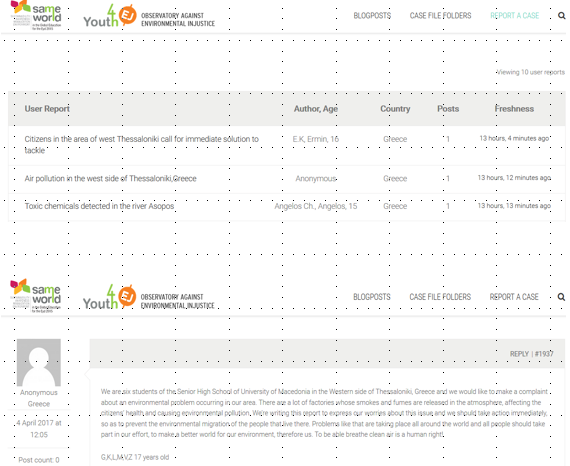 same
world
Youth
4
EJ
OBSERVATORY AGAINST
ENVIRONMENTAL INJUSTICE
BLOGPOSTS
CASE FILE FOLDERS
REPORT A CASE
Viewing 10 user reports
User Report Author, Age Country Posts Freshness
Citizens in the area of west Thessaloniki call for immediate solution to
tackle
E.K, Ermin, 16 Greece 1 13 hours, 4 minutes ago
Air pollution in the west side of Thessaloniki,Greece Anonymous Greece 1 13 hours, 12 minutes ago
Toxic chemicals detected in the river Asopos Angelos Ch., Angelos, 15 Greece 1 13 hours, 13 minutes ago
same
world
Youth
4
EJ
OBSERVATORY AGAINST
ENVIRONMENTAL INJUSTICE
BLOGPOSTS
CASE FILE FOLDERS
REPORT A CASE
REPLY | #1937
Anonymous
Greece
4 April 2017 at
12:05
Post count: 0
We are six students of the Senior High School of University of Macedonia in the Western side of Thessaloniki, Greece and we would like to make a complaint
about an environmental problem occurring in our area. There are a lot of factories whose smokes and fumes are released in the atmosphere, affecting the
citizens' health and causing environmental pollution. We're writing this report to express our worries about this issue and we should take action immediately,
so as to prevent the environmental migration of the people that live there. Problems like that are taking place all around the world and all people should take
part in our effort, to make a better world for our environment, therefore us. To be able breathe clean air is a human right!
G,K,L,M,V,Z 17 years old